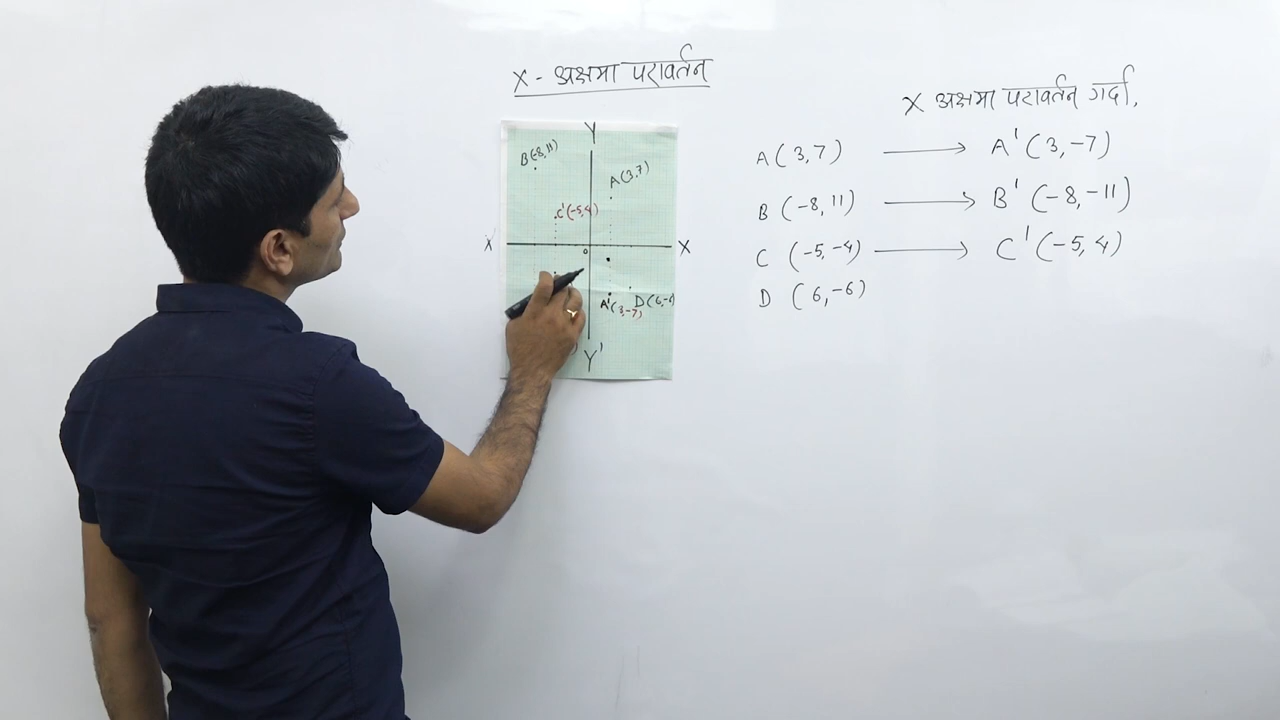 X - अक्षमा परावर्तन
X अक्षमा परावर्तन गर्दा,
A (3,7) ⟶ A' (3,-7)
B (-8, 11) ⟶ B' (-8, -11)
C (-5, -4) ⟶ C' (-5, 4)
D (6, -6)
Y
B(-8,11)
A(3,7)
C'(-5,4)
X X
o
A'(3,-7) D(6,-6
Y'